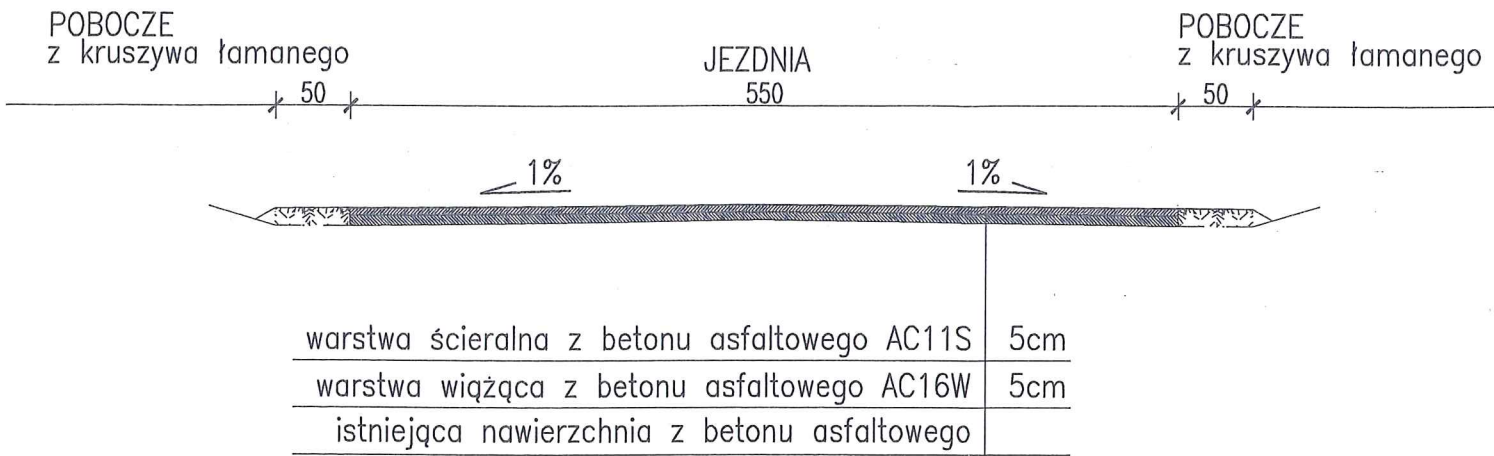 POBOCZE
z kruszywa łamanego
JEZDNIA
POBOCZE
z kruszywa łamanego
50
550
50
1%
1%
warstwa ścieralna z betonu asfaltowego AC11S 5cm
warstwa wiążąca z betonu asfaltowego AC16W 5cm
istniejąca nawierzchnia z betonu asfaltowego